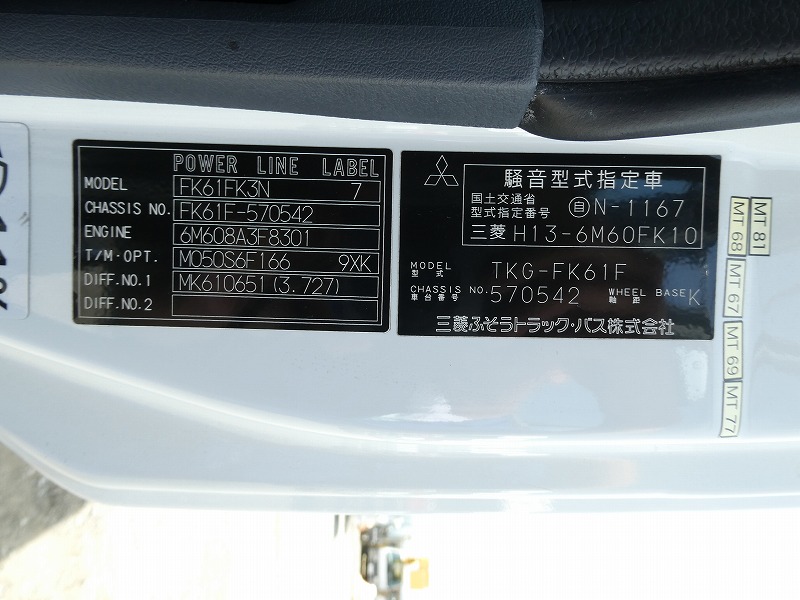 POWER LINE LABEL
MODEL FK61FK3N 7
CHASSIS NO. FK61F-570542
ENGINE 6M608A3F8301
T/M·OPT. M050S6F166 9XK
DIFF.NO.1 MK610651(3.727)
DIFF.NO.2
騒音型式指定車
国土交通省
型式指定番号 自N-1167
三菱 H13-6M60FK10
MODEL
型式 TKG-FK61F
CHASSIS NO.
車台番号 570542 WHEEL BASE
軸距 K
三菱ふそうトラック・バス株式会社
MT 81
MT 68
MT 67
MT 69
MT 77